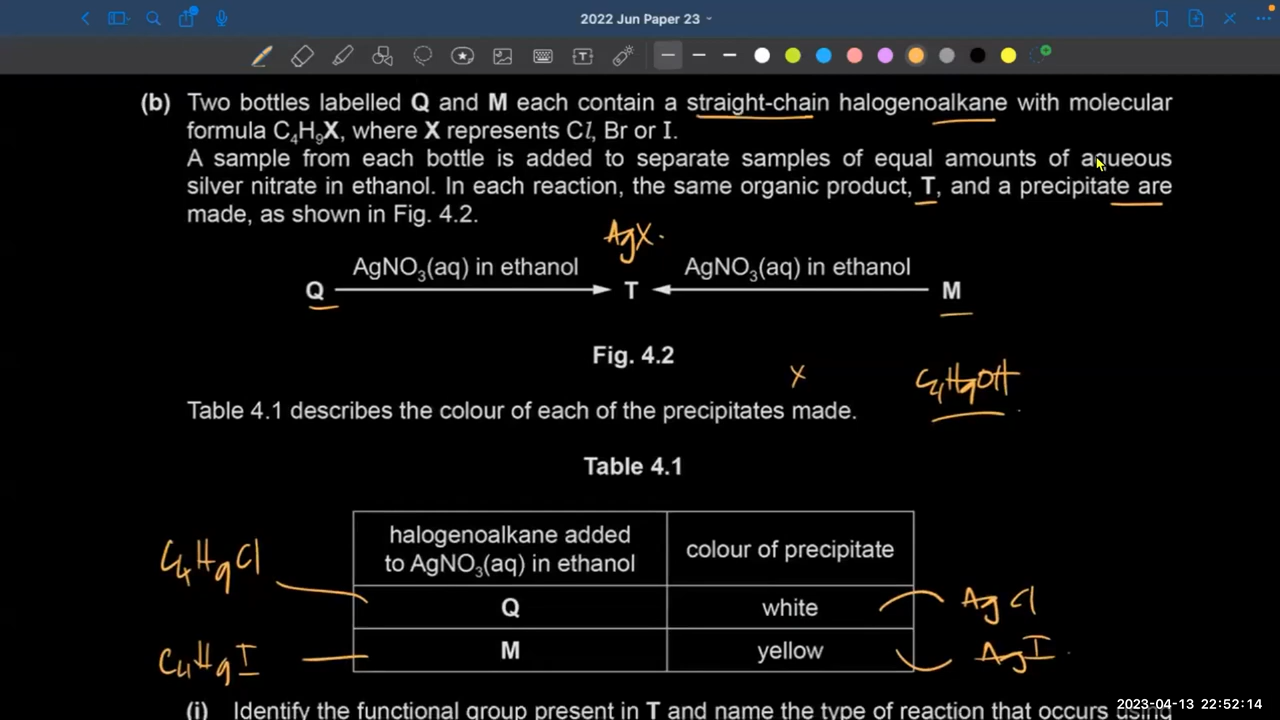 2022 Jun Paper 23
(b) Two bottles labelled Q and M each contain a straight-chain halogenoalkane with molecular
formula C₄H₉X, where X represents Cl, Br or I.
A sample from each bottle is added to separate samples of equal amounts of aqueous
silver nitrate in ethanol. In each reaction, the same organic product, T, and a precipitate are
made, as shown in Fig. 4.2.
AgX.
AgNO₃(aq) in ethanol AgNO₃(aq) in ethanol
Q T M
Fig. 4.2
X
C₄H₉OH
Table 4.1 describes the colour of each of the precipitates made.
Table 4.1
halogenoalkane added
to AgNO₃(aq) in ethanol
colour of precipitate
C₄H₉Cl
Q white AgCl
C₄H₉I
M yellow AgI
(i) Identify the functional group present in T and name the type of reaction that occurs using
2023-04-13 22:52:14